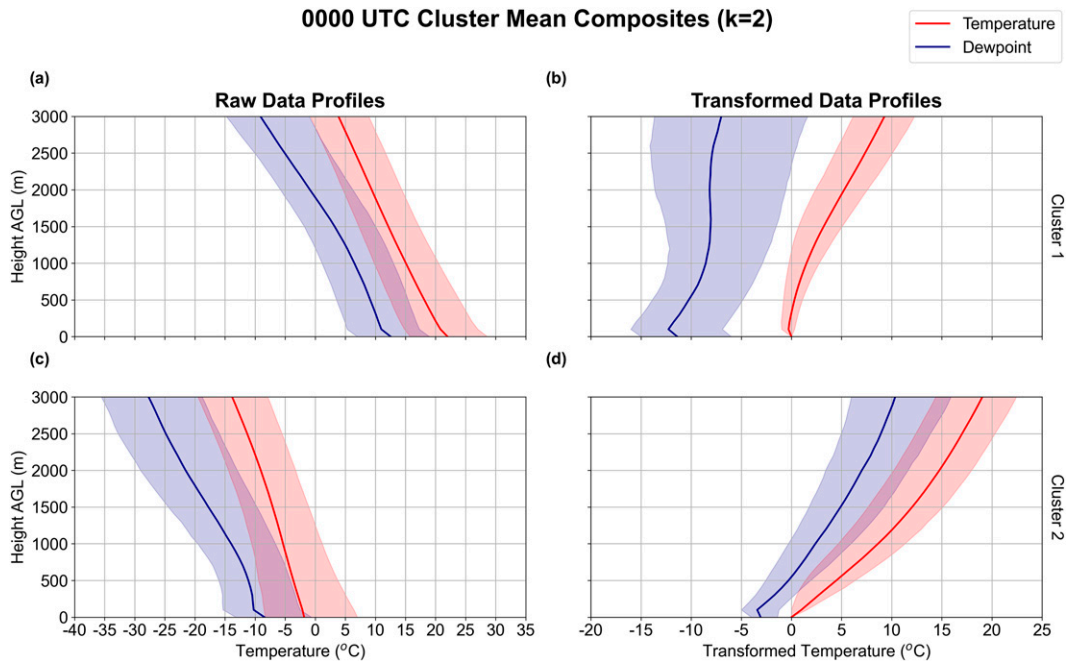 0000 UTC Cluster Mean Composites (k=2)
Temperature
Dewpoint
(a)
Raw Data Profiles
(b)
Transformed Data Profiles
3000
2500
2000
1500
1000
500
0
Height AGL (m)
Cluster 1
(c)
(d)
3000
2500
2000
1500
1000
500
0
Height AGL (m)
Cluster 2
-40 -35 -30 -25 -20 -15 -10 -5 0 5 10 15 20 25 30 35
Temperature (°C)
-20 -15 -10 -5 0 5 10 15 20 25
Transformed Temperature (°C)